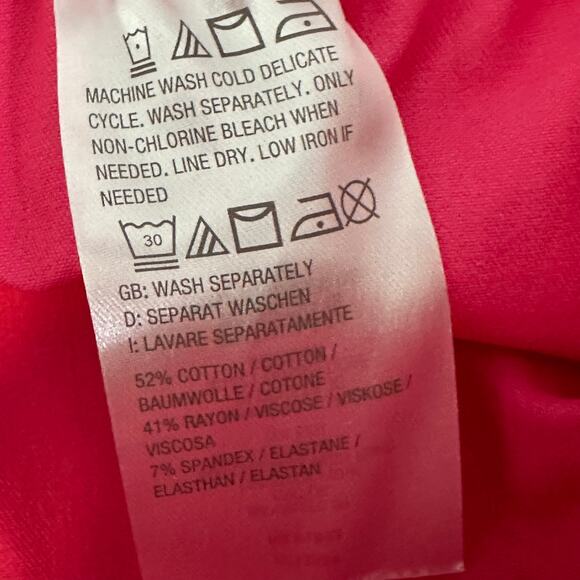 MACHINE WASH COLD DELICATE
CYCLE. WASH SEPARATELY. ONLY
NON-CHLORINE BLEACH WHEN
NEEDED. LINE DRY. LOW IRON IF
NEEDED
30
GB: WASH SEPARATELY
D: SEPARAT WASCHEN
I: LAVARE SEPARATAMENTE
52% COTTON / COTTON /
BAUMWOLLE / COTONE
41% RAYON / VISCOSE / VISKOSE /
VISCOSA
7% SPANDEX / ELASTANE /
ELASTHAN / ELASTAN